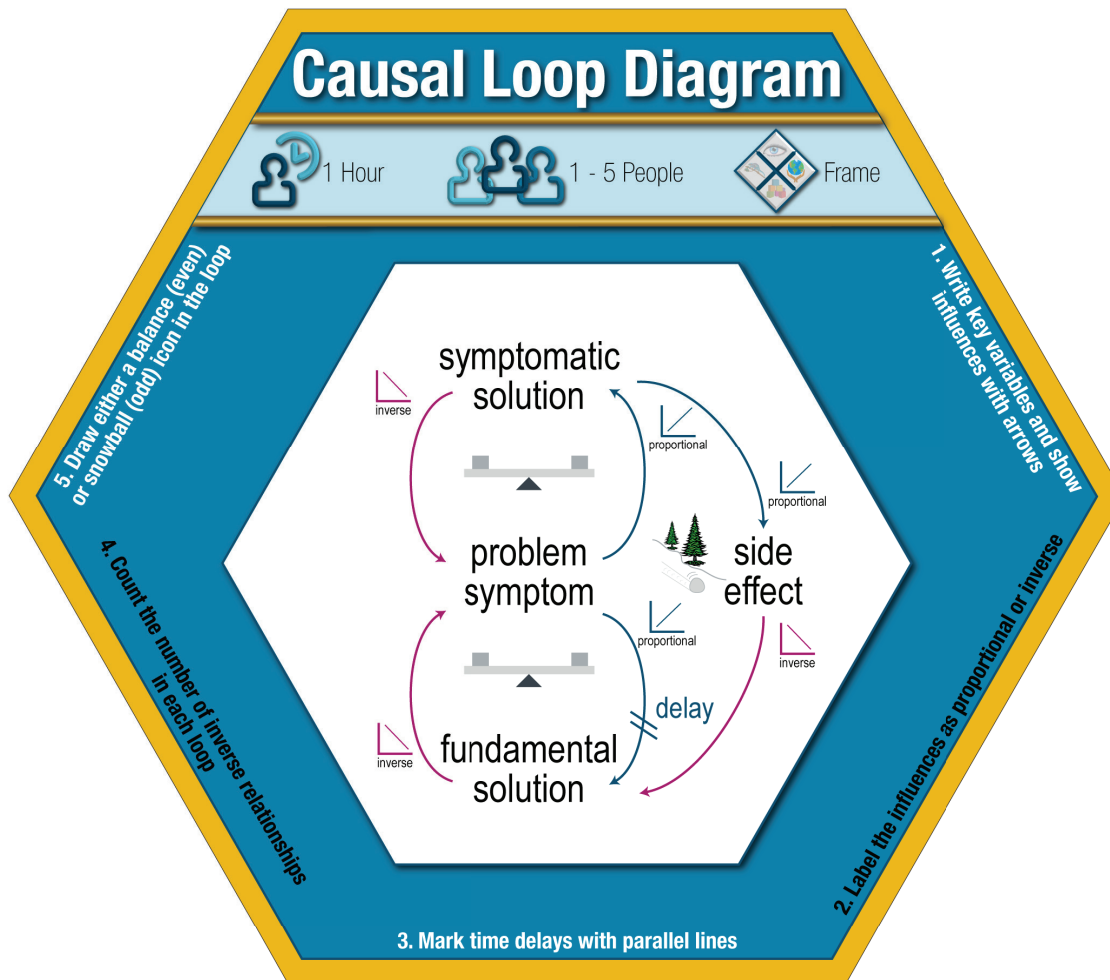 Causal Loop Diagram
1 Hour
1 - 5 People
Frame
1. Write key variables and show
influences with arrows
2. Label the influences as proportional or inverse
3. Mark time delays with parallel lines
4. Count the number of inverse relationships
in each loop
5. Draw either a balance (even)
or snowball (odd) icon in the loop
symptomatic
solution
inverse
proportional
proportional
problem
symptom
side
effect
proportional
inverse
delay
fundamental
solution
inverse